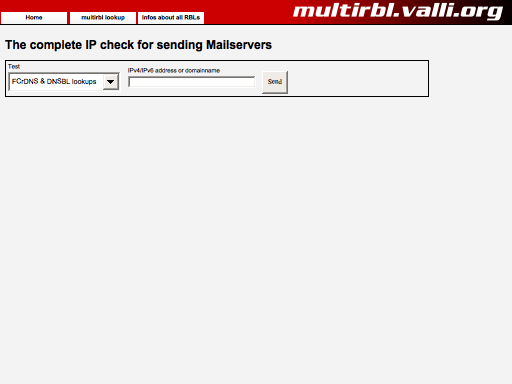 multirbl.valli.org
Home
multirbl lookup
Infos about all RBLs
The complete IP check for sending Mailservers
Test
IPv4/IPv6 address or domainname
FCrDNS & DNSBL lookups
Send